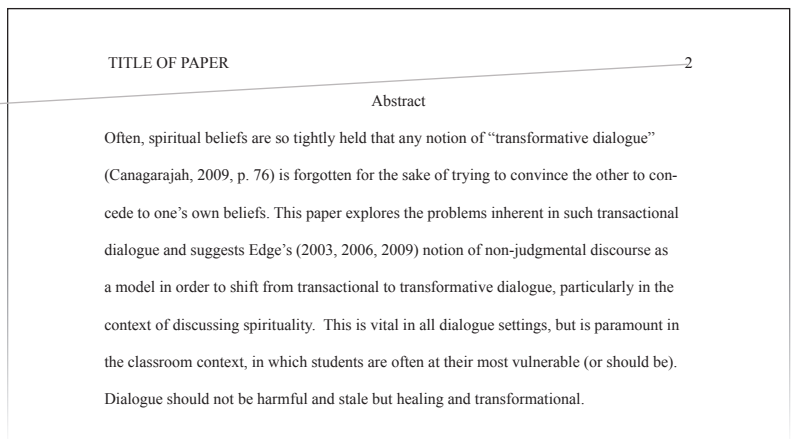 TITLE OF PAPER 2
Abstract
Often, spiritual beliefs are so tightly held that any notion of “transformative dialogue”
(Canagarajah, 2009, p. 76) is forgotten for the sake of trying to convince the other to con-
cede to one’s own beliefs. This paper explores the problems inherent in such transactional
dialogue and suggests Edge’s (2003, 2006, 2009) notion of non-judgmental discourse as
a model in order to shift from transactional to transformative dialogue, particularly in the
context of discussing spirituality.  This is vital in all dialogue settings, but is paramount in
the classroom context, in which students are often at their most vulnerable (or should be).
Dialogue should not be harmful and stale but healing and transformational.